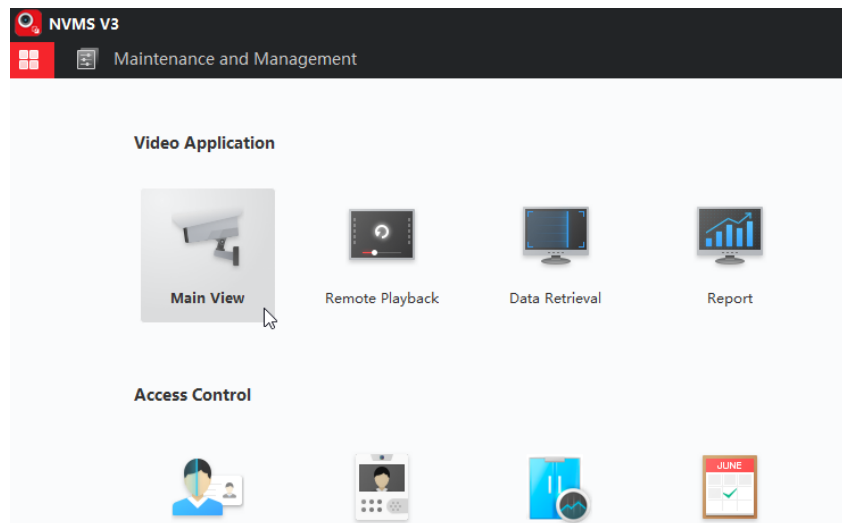 NVMS V3
Maintenance and Management
Video Application
Main View
Remote Playback
Data Retrieval
Report
Access Control
JUNE